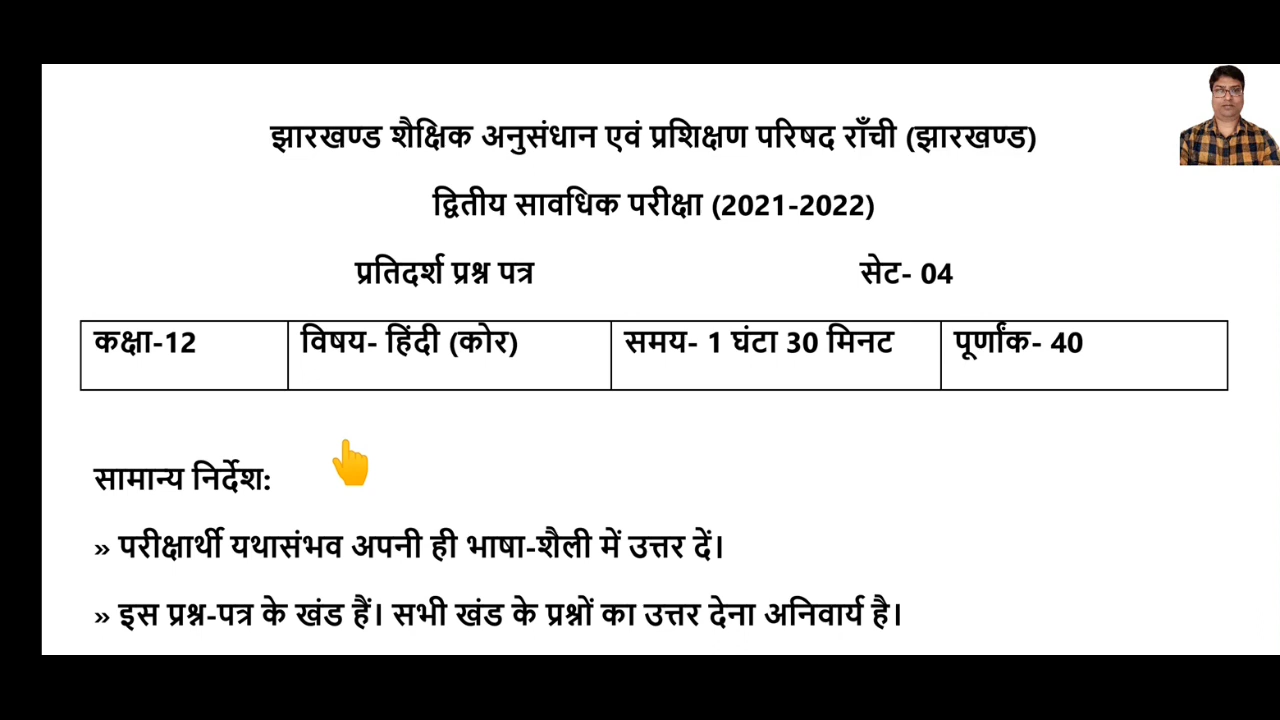 झारखण्ड शैक्षिक अनुसंधान एवं प्रशिक्षण परिषद राँची (झारखण्ड)
द्वितीय सावधिक परीक्षा (2021-2022)
प्रतिदर्श प्रश्न पत्र सेट- 04
कक्षा-12 विषय- हिंदी (कोर) समय- 1 घंटा 30 मिनट पूर्णांक- 40
सामान्य निर्देश:
» परीक्षार्थी यथासंभव अपनी ही भाषा-शैली में उत्तर दें।
» इस प्रश्न-पत्र के खंड हैं। सभी खंड के प्रश्नों का उत्तर देना अनिवार्य है।